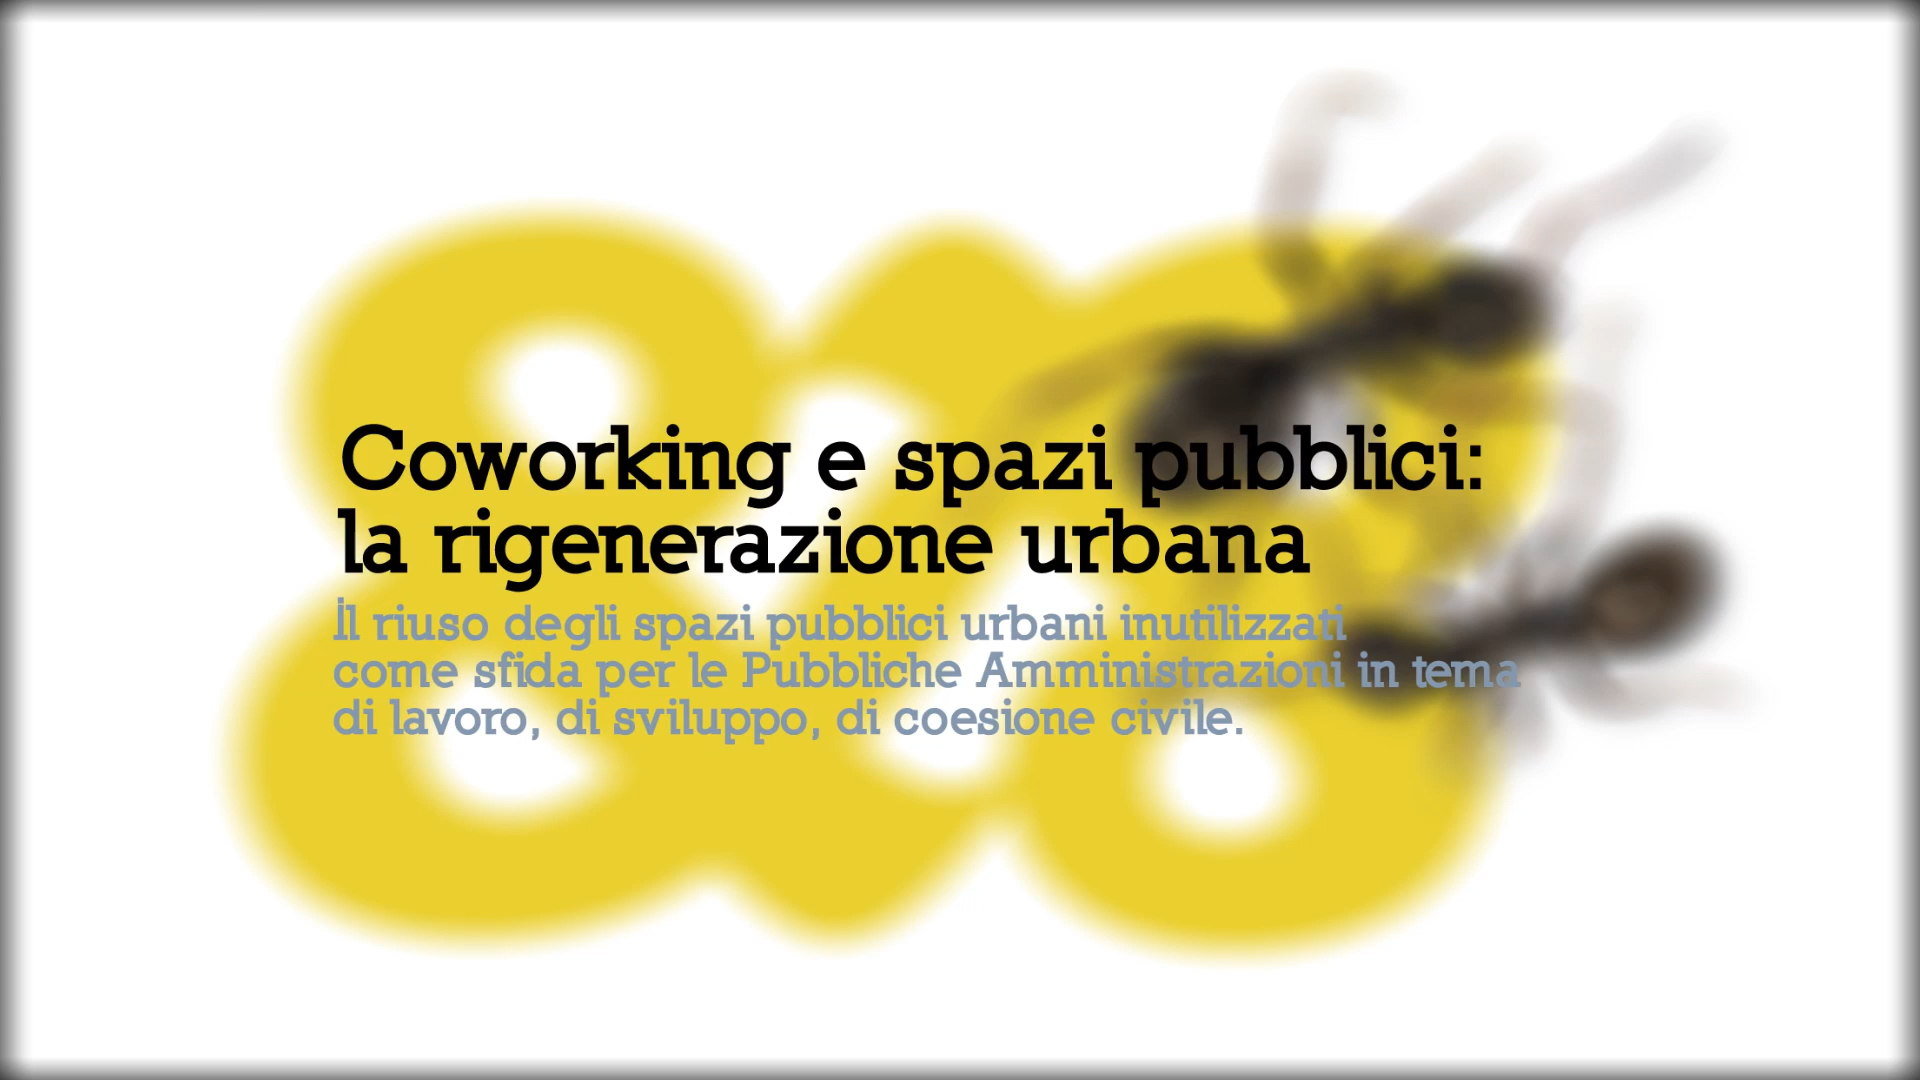 Coworking e spazi pubblici:
la rigenerazione urbana
Il riuso degli spazi pubblici urbani inutilizzati
come sfida per le Pubbliche Amministrazioni in tema
di lavoro, di sviluppo, di coesione civile.